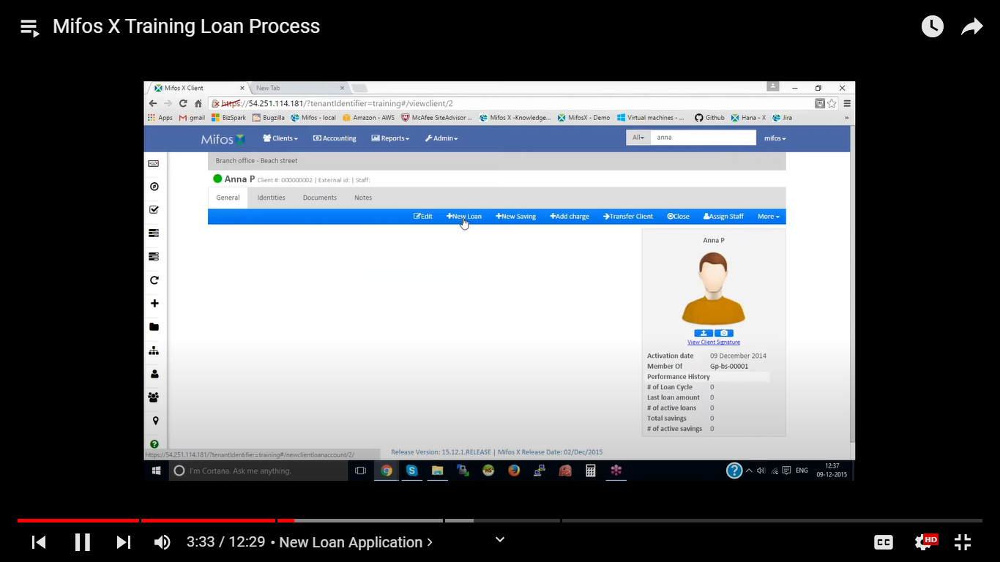 Mifos X Training Loan Process
Mifos X Client
New Tab
https://54.251.114.181/?tenantIdentifier=training#/viewclient/2
Apps gmail BizSpark Bugzilla Mifos - local Amazon - AWS McAfee SiteAdvisor ... Mifos X -Knowledge... MifosX - Demo Virtual machines - ... Github Hana - X Jira »
Mifos Clients Accounting Reports Admin All anna mifos
Branch office - Beach street
Anna P Client #: 000000002 | External id: | Staff:
General Identities Documents Notes
Edit +New Loan +New Saving +Add charge Transfer Client Close Assign Staff More
Anna P
View Client Signature
Activation date 09 December 2014
Member Of Gp-bs-00001
Performance History
# of Loan Cycle 0
Last loan amount 0
# of active loans 0
Total savings 0
# of active savings 0
https://54.251.114.181/?tenantIdentifier=training#/newclientloanaccount/2/
Release Version: 15.12.1.RELEASE | Mifos X Release Date: 02/Dec/2015
I'm Cortana. Ask me anything.
ENG
12:37
09-12-2015
3:33 / 12:29 • New Loan Application >
CC
HD